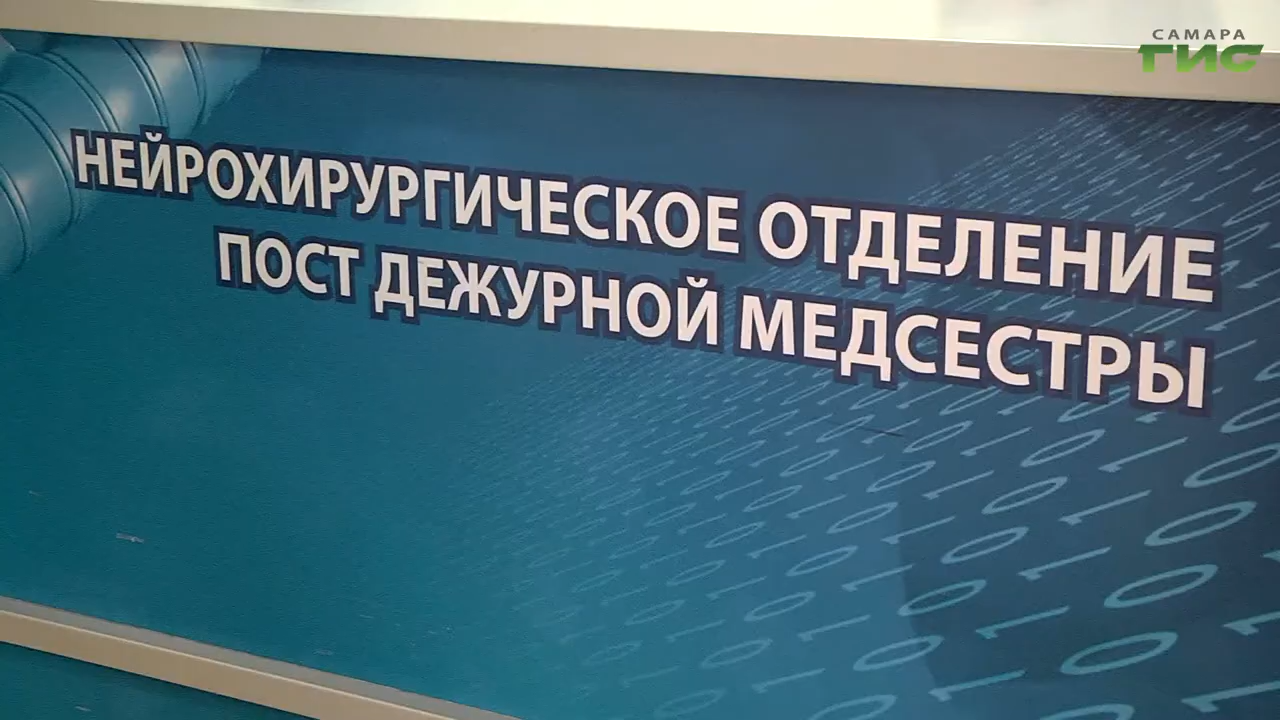 САМАРА
ГИС
НЕЙРОХИРУРГИЧЕСКОЕ ОТДЕЛЕНИЕ
ПОСТ ДЕЖУРНОЙ МЕДСЕСТРЫ